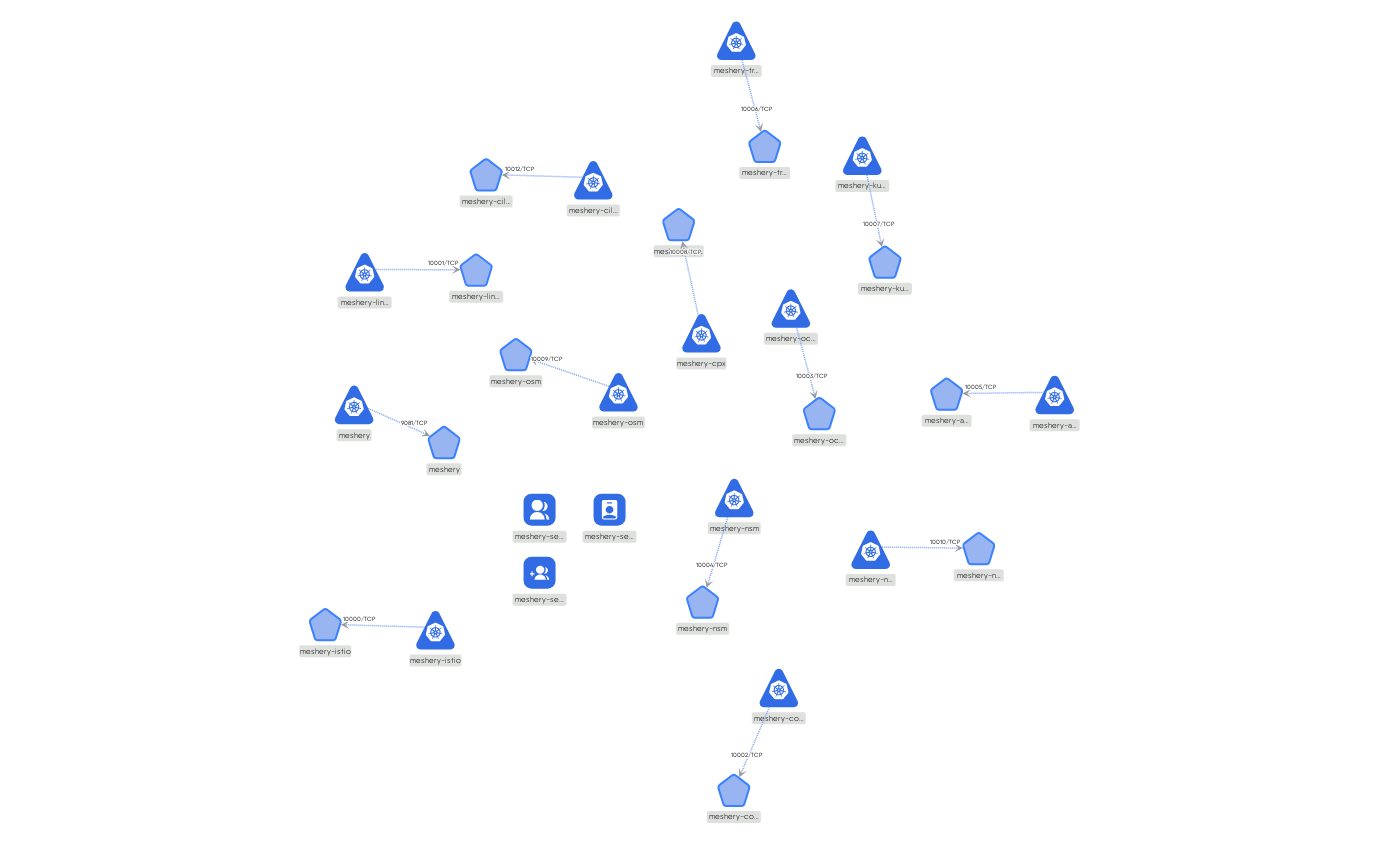 meshery-tr...
10006/TCP
meshery-tr...
10012/TCP
meshery-cil...
meshery-cil...
meshery-ku...
10007/TCP
meshery-ku...
10008/TCP
meshery-cpx
10001/TCP
meshery-lin...
meshery-lin...
meshery-oc...
10003/TCP
meshery-oc...
10009/TCP
meshery-osm
meshery-osm
10005/TCP
meshery-a...
meshery-a...
meshery
9081/TCP
meshery
meshery-se...
meshery-se...
meshery-se...
meshery-nsm
10004/TCP
meshery-nsm
10010/TCP
meshery-n...
meshery-n...
10000/TCP
meshery-istio
meshery-istio
meshery-co...
10002/TCP
meshery-co...